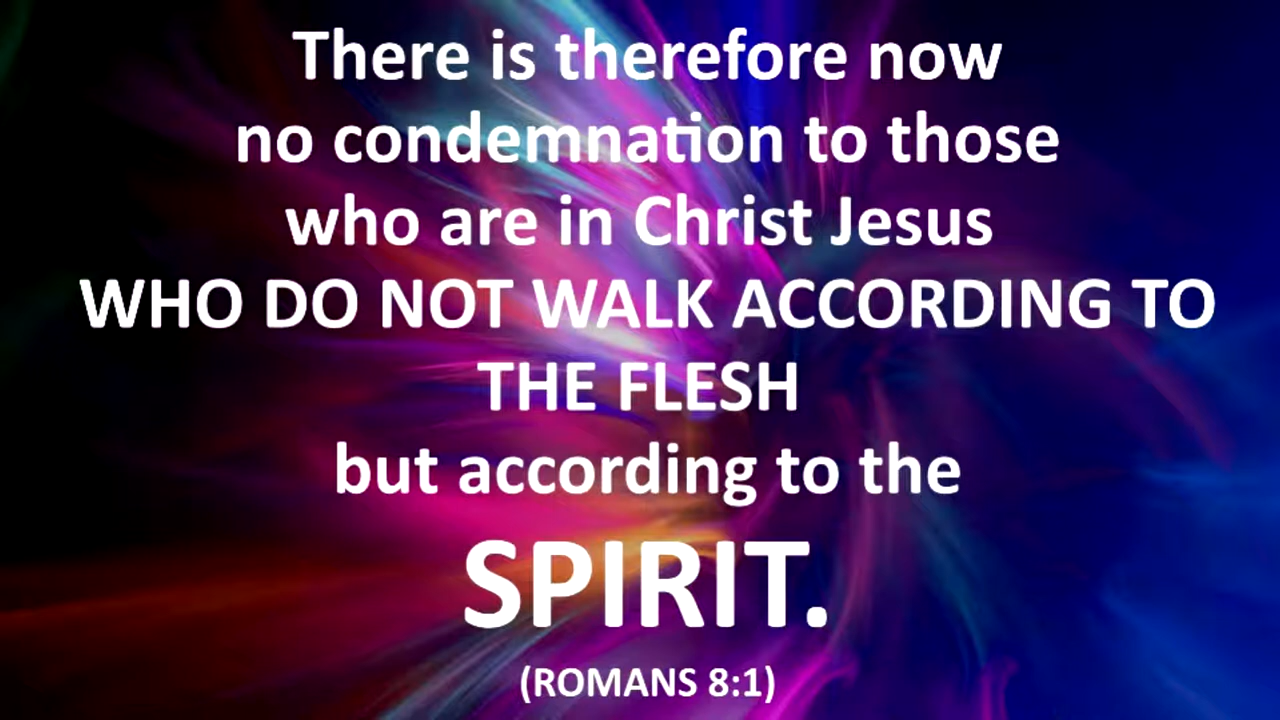 There is therefore now
no condemnation to those
who are in Christ Jesus
WHO DO NOT WALK ACCORDING TO
THE FLESH
but according to the
SPIRIT.
(ROMANS 8:1)